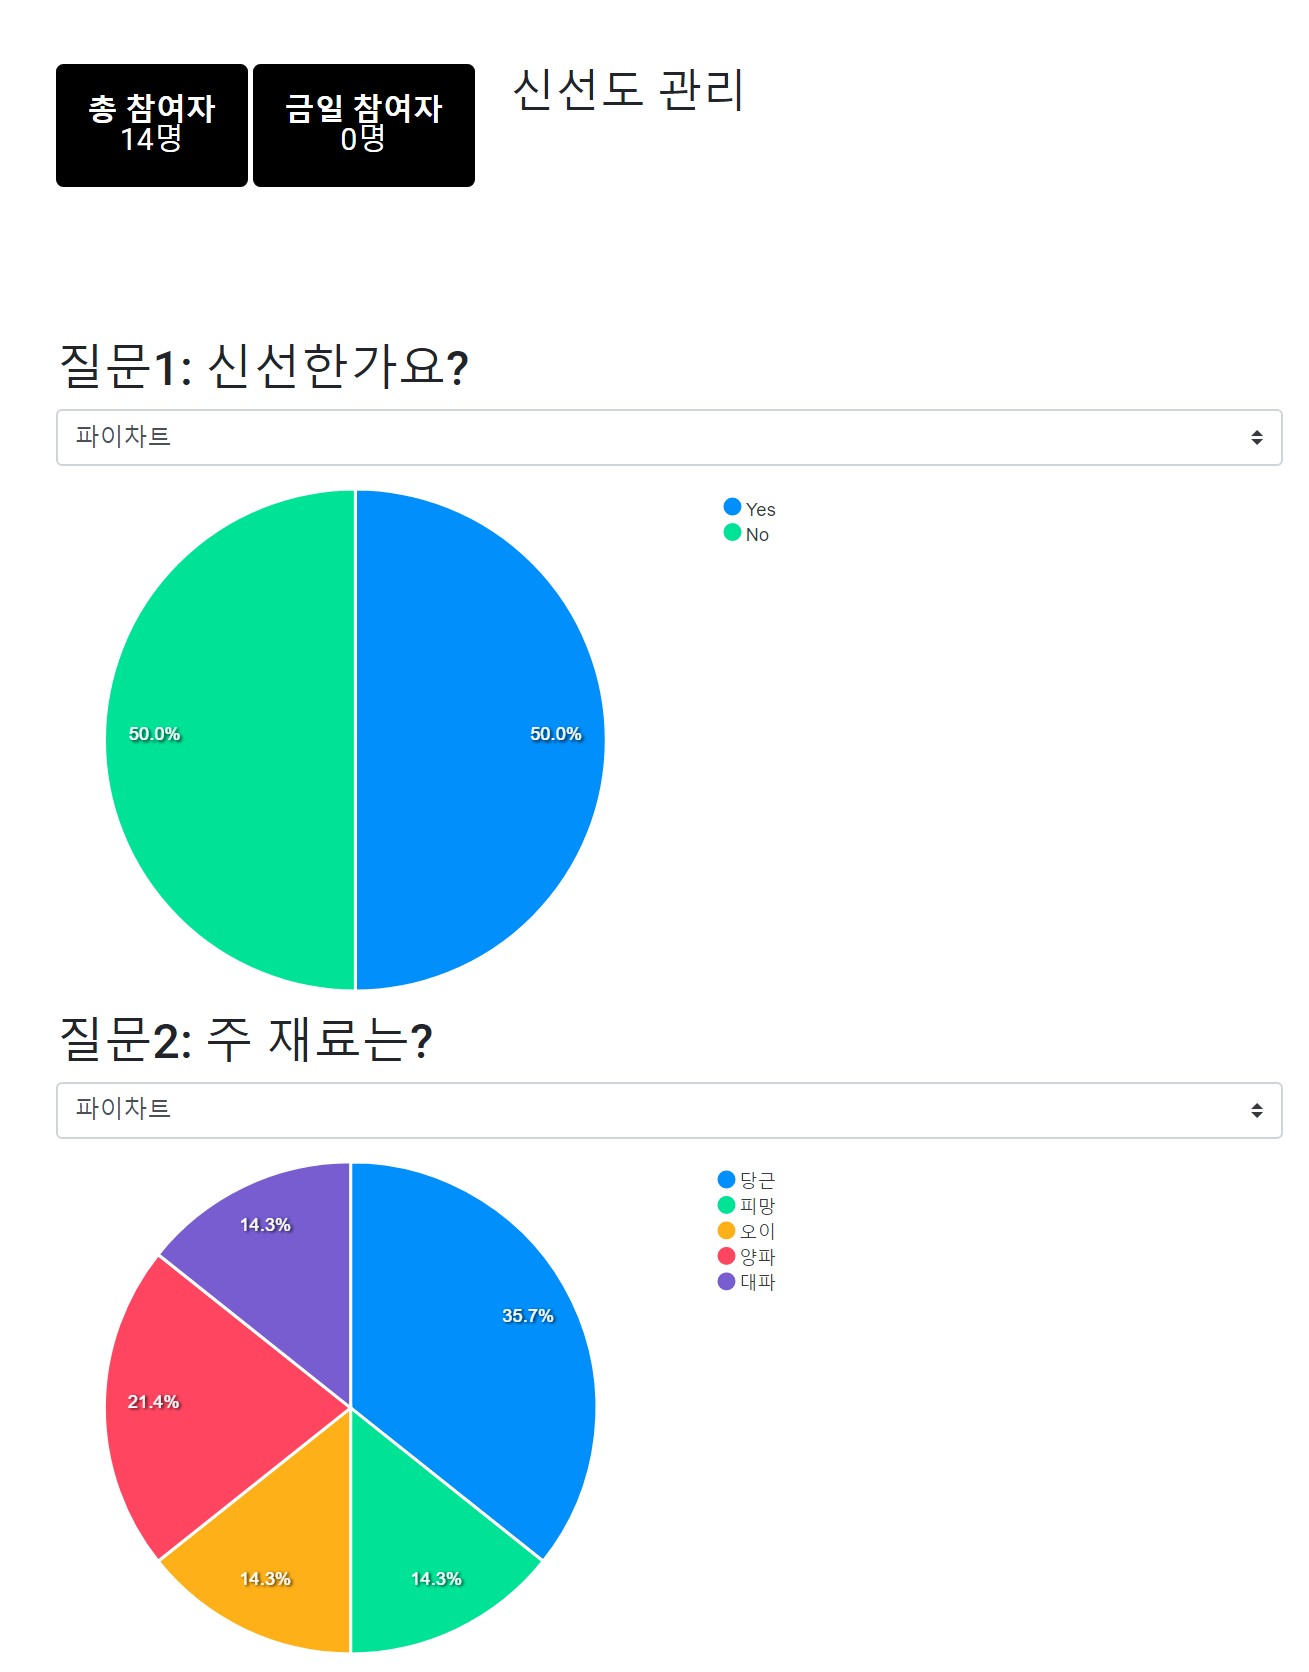 총 참여자
14명
금일 참여자
0명
신선도 관리
질문1: 신선한가요?
파이차트
Yes
No
50.0%
50.0%
질문2: 주 재료는?
파이차트
당근
피망
오이
양파
대파
14.3%
35.7%
21.4%
14.3%
14.3%